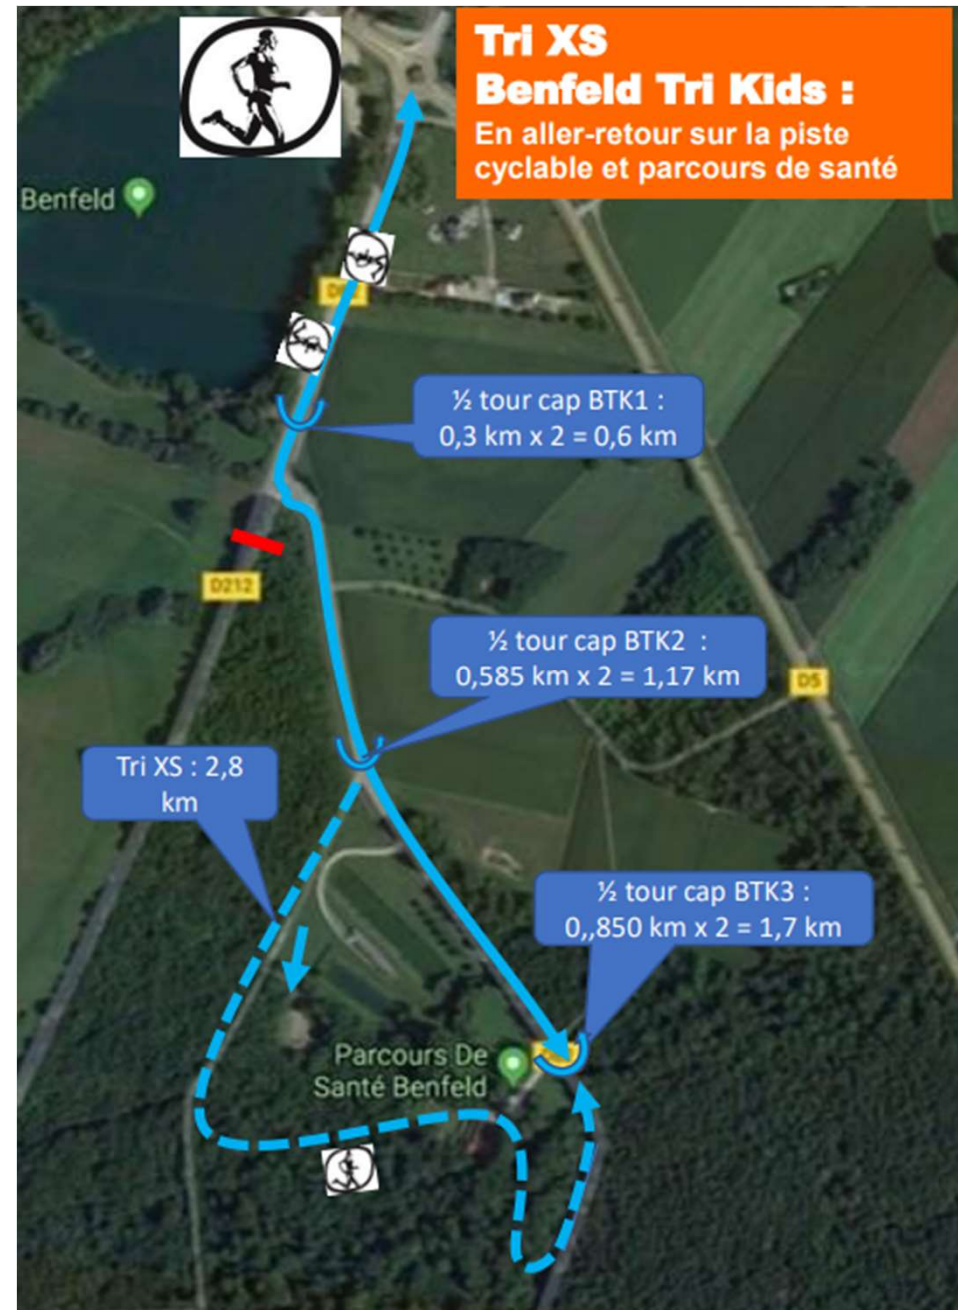 Tri XS
Benfeld Tri Kids :
En aller-retour sur la piste
cyclable et parcours de santé
Benfeld
½ tour cap BTK1 :
0,3 km x 2 = 0,6 km
D212
½ tour cap BTK2 :
0,585 km x 2 = 1,17 km
D5
Tri XS : 2,8
km
½ tour cap BTK3 :
0,,850 km x 2 = 1,7 km
Parcours De
Santé Benfeld